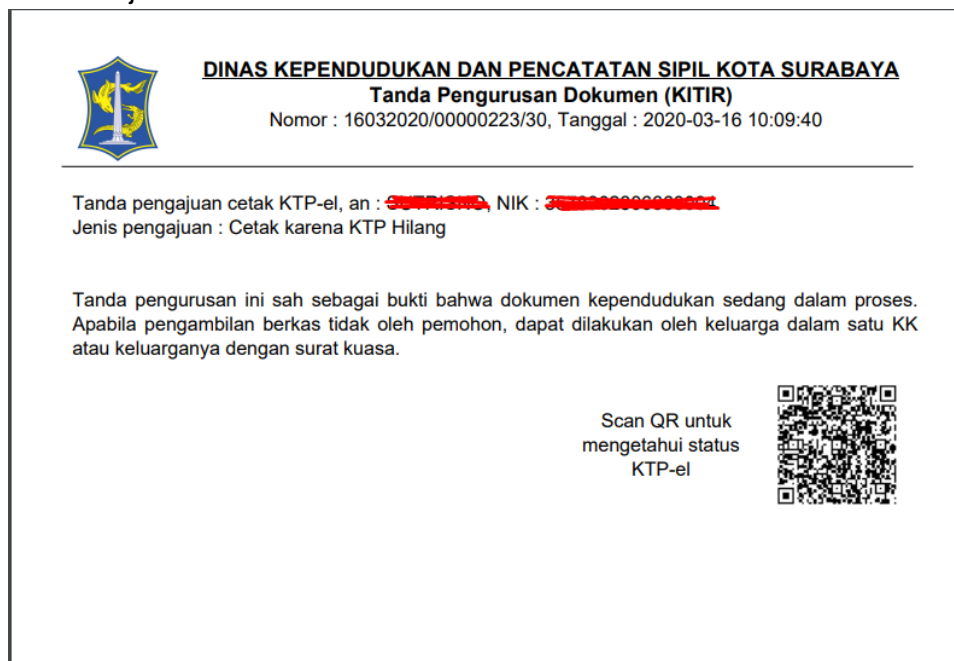 DINAS KEPENDUDUKAN DAN PENCATATAN SIPIL KOTA SURABAYA
Tanda Pengurusan Dokumen (KITIR)
Nomor : 16032020/00000223/30, Tanggal : 2020-03-16 10:09:40
Tanda pengajuan cetak KTP-el, an : , NIK :
Jenis pengajuan : Cetak karena KTP Hilang
Tanda pengurusan ini sah sebagai bukti bahwa dokumen kependudukan sedang dalam proses.
Apabila pengambilan berkas tidak oleh pemohon, dapat dilakukan oleh keluarga dalam satu KK
atau keluarganya dengan surat kuasa.
Scan QR untuk
mengetahui status
KTP-el